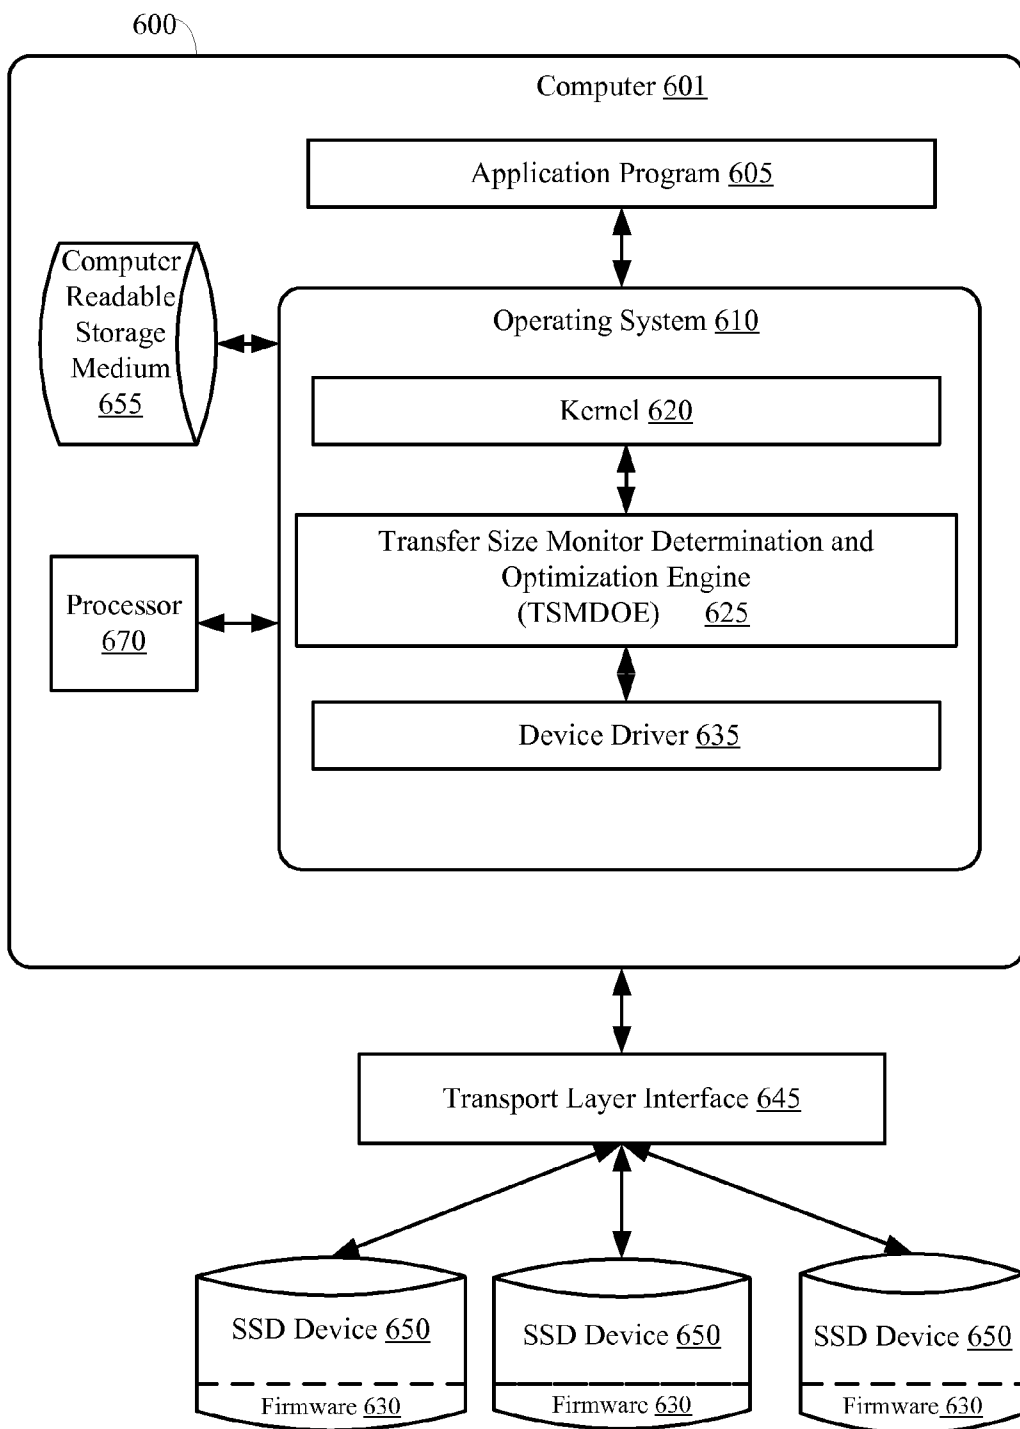 600
Computer 601
Application Program 605
Computer
Readable
Storage
Medium
655
Operating System 610
Kernel 620
Transfer Size Monitor Determination and
Optimization Engine
(TSMDOE) 625
Processor
670
Device Driver 635
Transport Layer Interface 645
SSD Device 650
Firmware 630
SSD Device 650
Firmware 630
SSD Device 650
Firmware 630